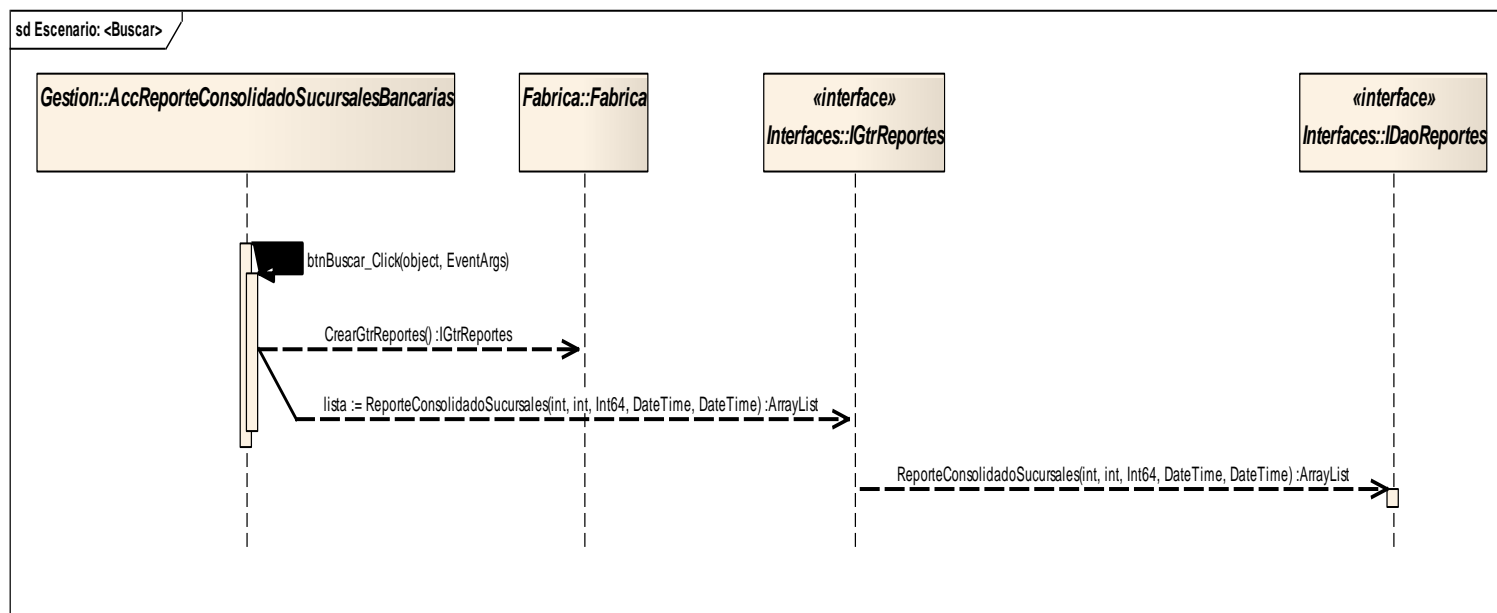 sd Escenario: <Buscar>
Gestion::AccReporteConsolidadoSucursalesBancarias
Fabrica::Fabrica
«interface»
Interfaces::IGtrReportes
«interface»
Interfaces::IDaoReportes
btnBuscar_Click(object, EventArgs)
CrearGtrReportes() :IGtrReportes
lista := ReporteConsolidadoSucursales(int, int, Int64, DateTime, DateTime) :ArrayList
ReporteConsolidadoSucursales(int, int, Int64, DateTime, DateTime) :ArrayList